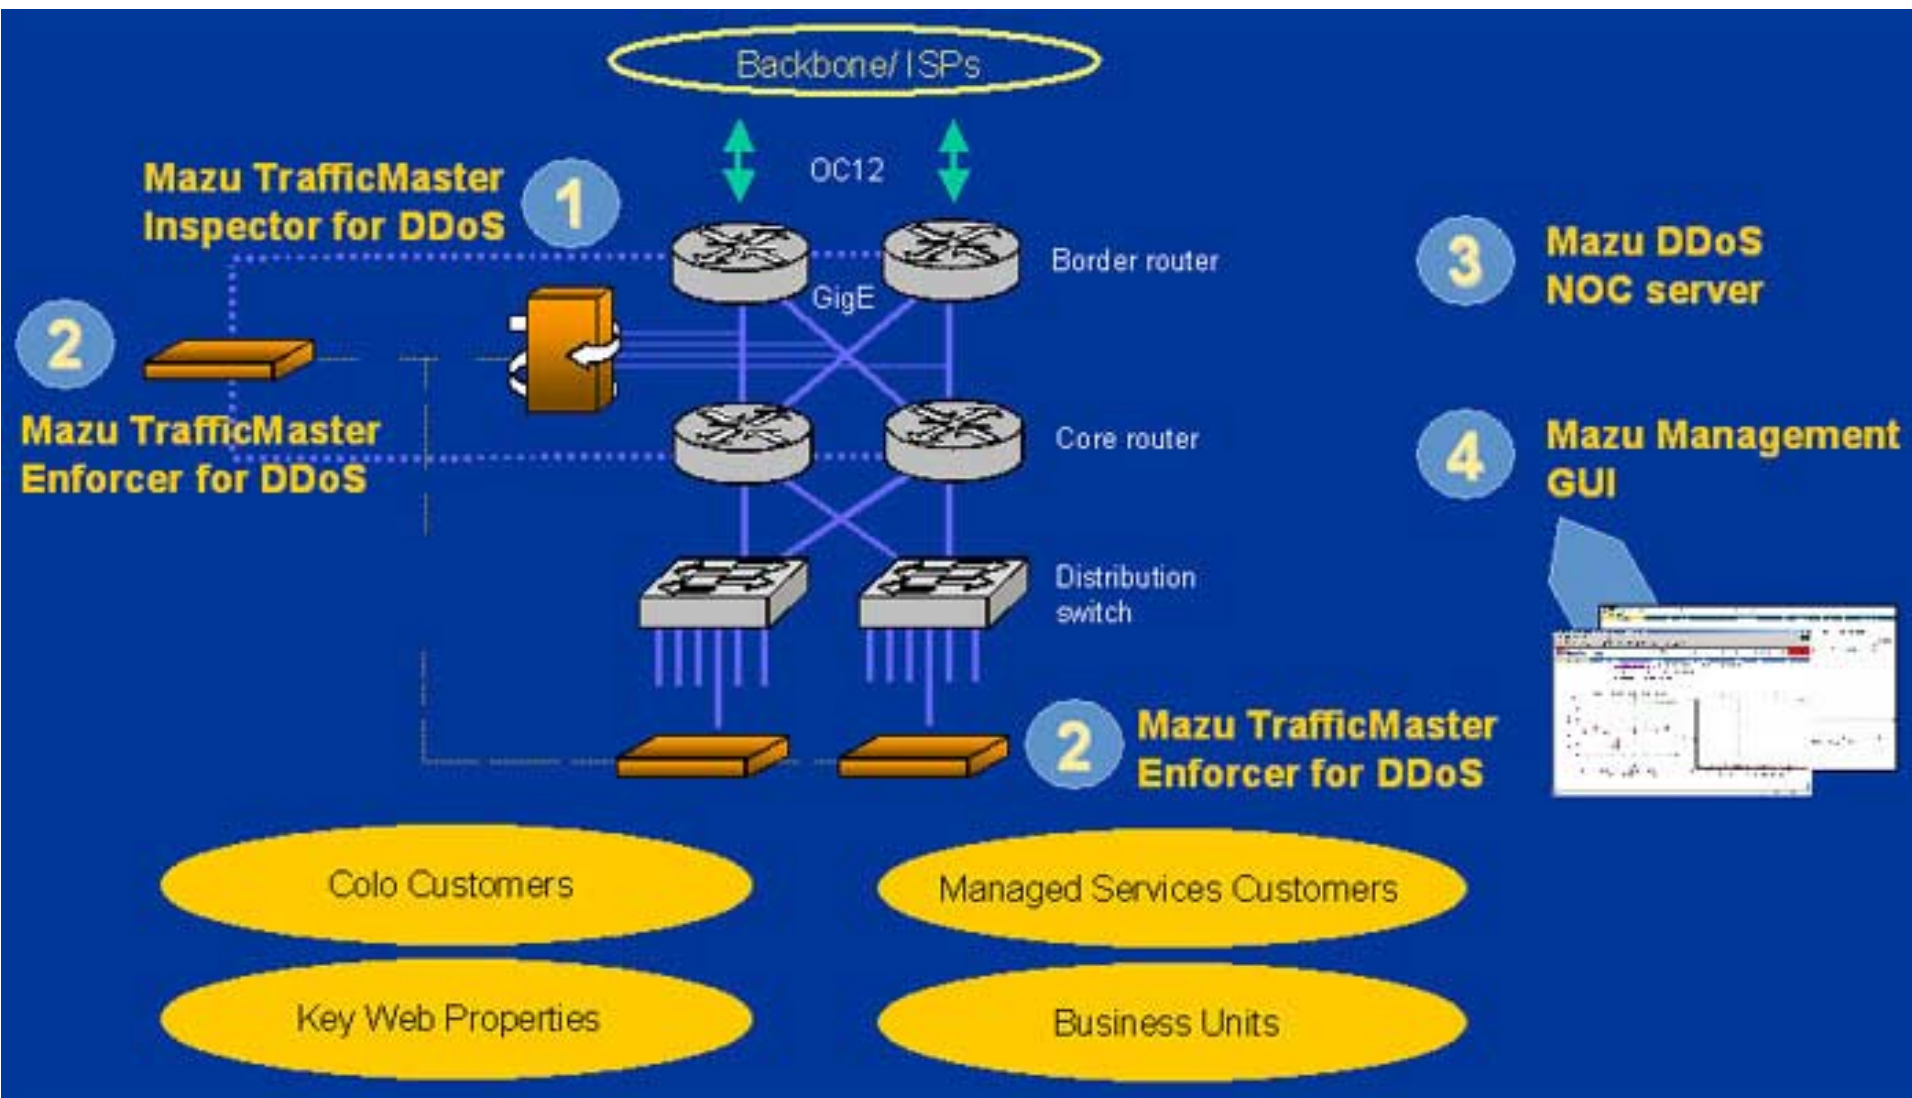 Backbone/ISPs
OC12
Mazu TrafficMaster
Inspector for DDoS
1
Border router
GigE
3
Mazu DDoS
NOC server
2
Mazu TrafficMaster
Enforcer for DDoS
Core router
4
Mazu Management
GUI
Distribution
switch
2
Mazu TrafficMaster
Enforcer for DDoS
Colo Customers
Managed Services Customers
Key Web Properties
Business Units